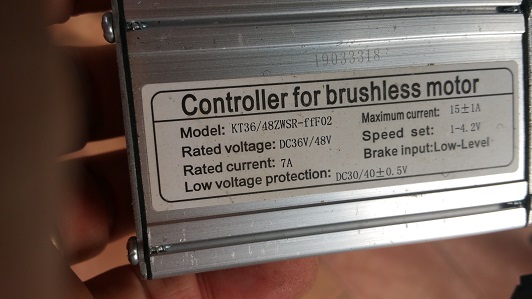 19033318
Controller for brushless motor
Model: KT36/48ZWSR-ffF02
Maximum current: 15±1A
Rated voltage: DC36V/48V
Speed set: 1-4.2V
Rated current: 7A
Brake input:Low-Level
Low voltage protection: DC30/40±0.5V